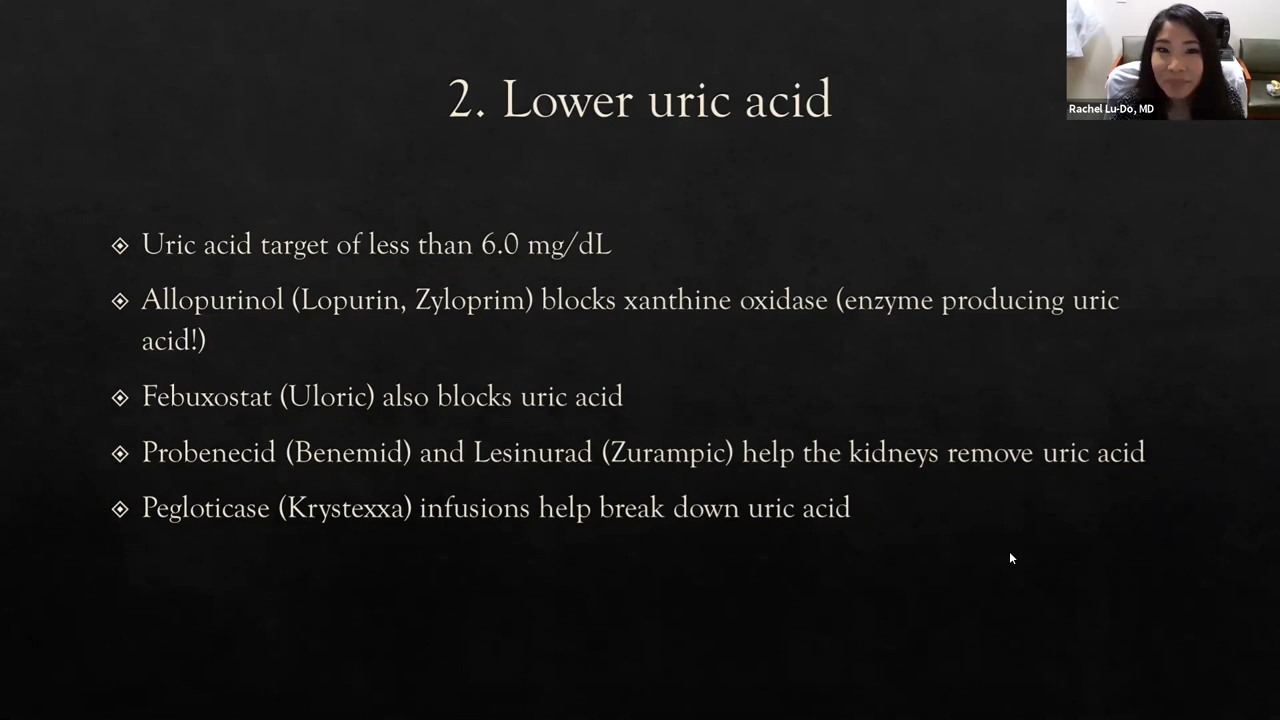 2. Lower uric acid
Rachel Lu-Do, MD
Uric acid target of less than 6.0 mg/dL
Allopurinol (Lopurin, Zyloprim) blocks xanthine oxidase (enzyme producing uric
acid!)
Febuxostat (Uloric) also blocks uric acid
Probenecid (Benemid) and Lesinurad (Zurampic) help the kidneys remove uric acid
Pegloticase (Krystexxa) infusions help break down uric acid